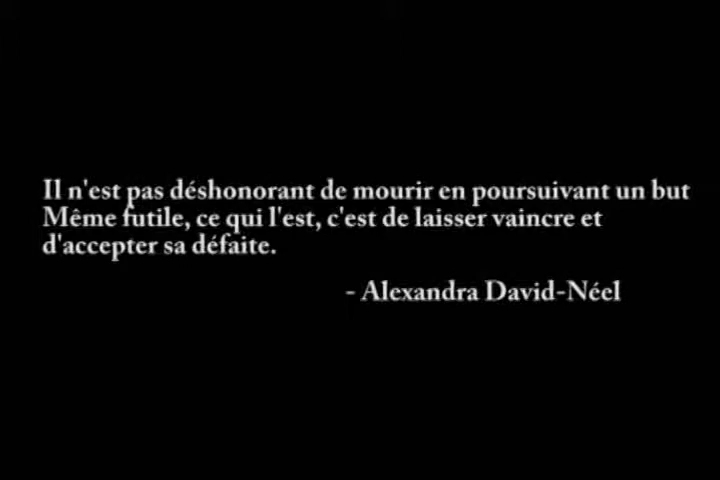 Il n'est pas déshonorant de mourir en poursuivant un but
Même futile, ce qui l'est, c'est de laisser vaincre et
d'accepter sa défaite.
- Alexandra David-Néel